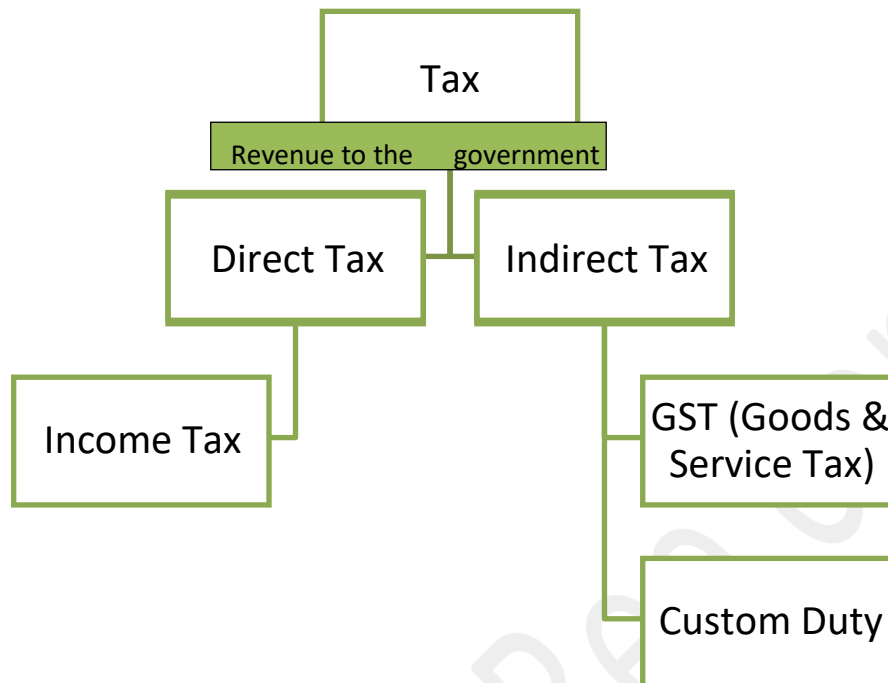 Tax
Revenue to the government
Direct Tax
Indirect Tax
Income Tax
GST (Goods &
Service Tax)
Custom Duty